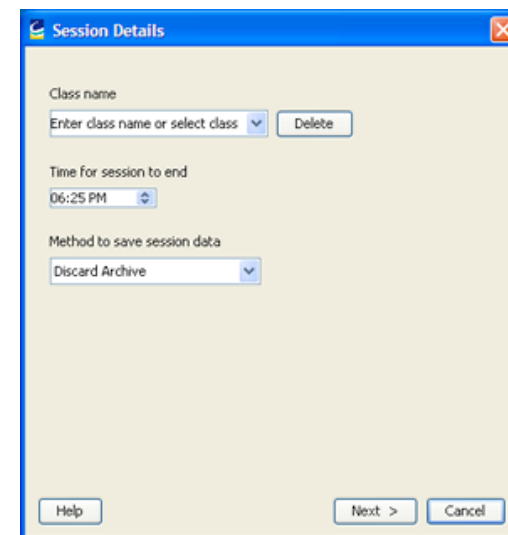 Session Details
Class name
Enter class name or select class
Delete
Time for session to end
06:25 PM
Method to save session data
Discard Archive
Help
Next >
Cancel